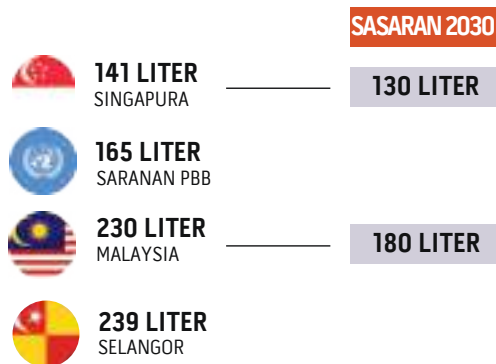 SASARAN 2030
141 LITER
SINGAPURA
130 LITER
165 LITER
SARANAN PBB
230 LITER
MALAYSIA
180 LITER
239 LITER
SELANGOR